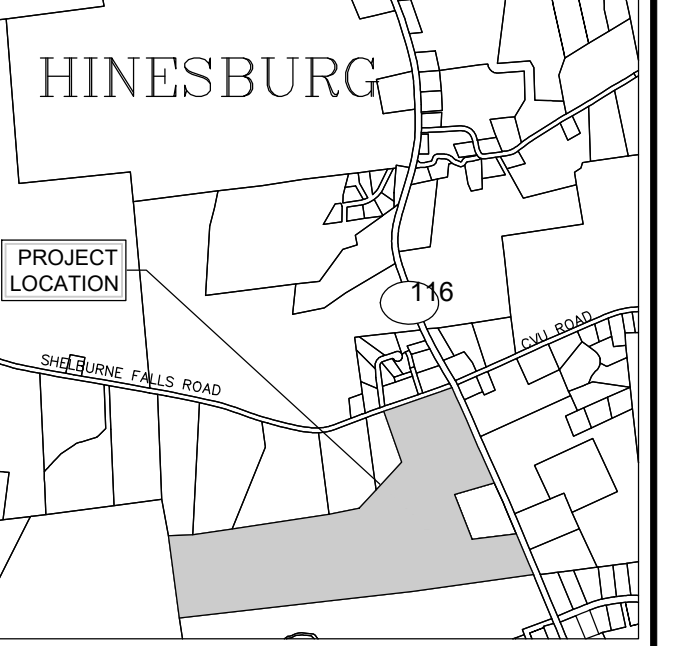 HINESBURG
PROJECT
LOCATION
116
CVU ROAD
SHELBURNE FALLS ROAD